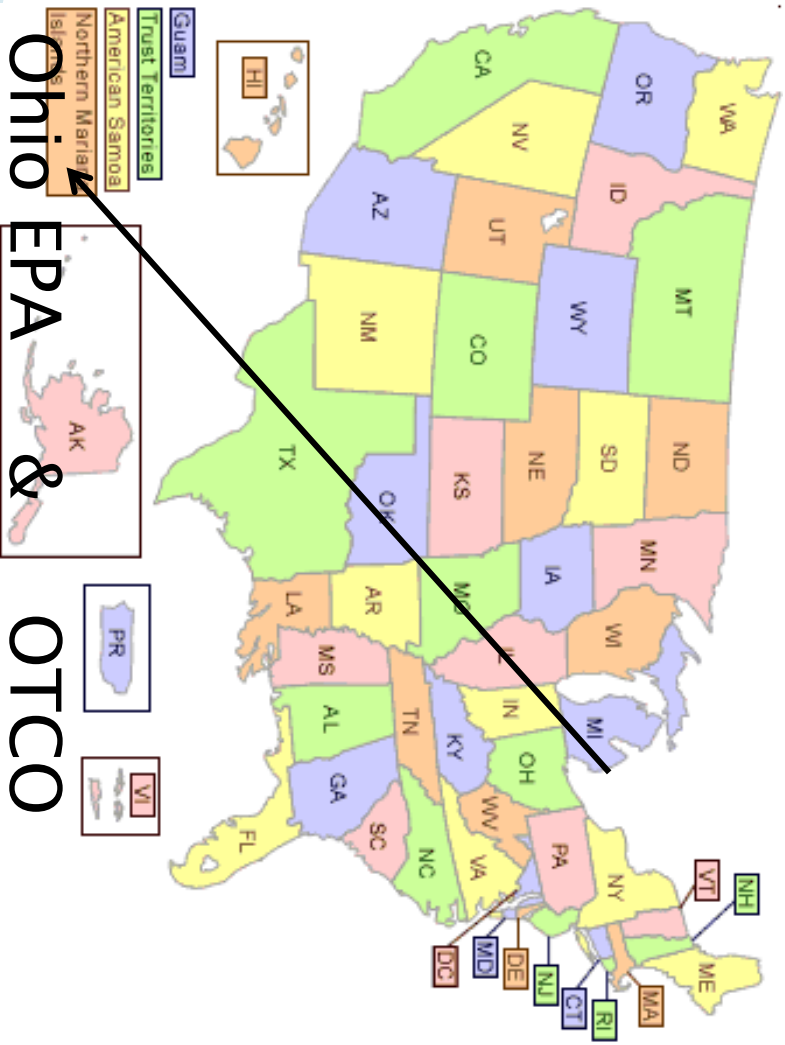 NH
WA
VT
ME
MT
ND
MN
MA
OR
ID
SD
WI
NY
RI
WY
MI
CT
IA
PA
NJ
NE
OH
NV
DE
IN
IL
UT
WV
MD
CA
CO
VA
KS
MO
KY
DC
NC
TN
AZ
OK
SC
NM
AR
GA
AL
MS
TX
LA
HI
FL
Guam
Trust Territories
VI
American Samoa
PR
Northern Marian
Islands
AK
Ohio EPA & OTCO